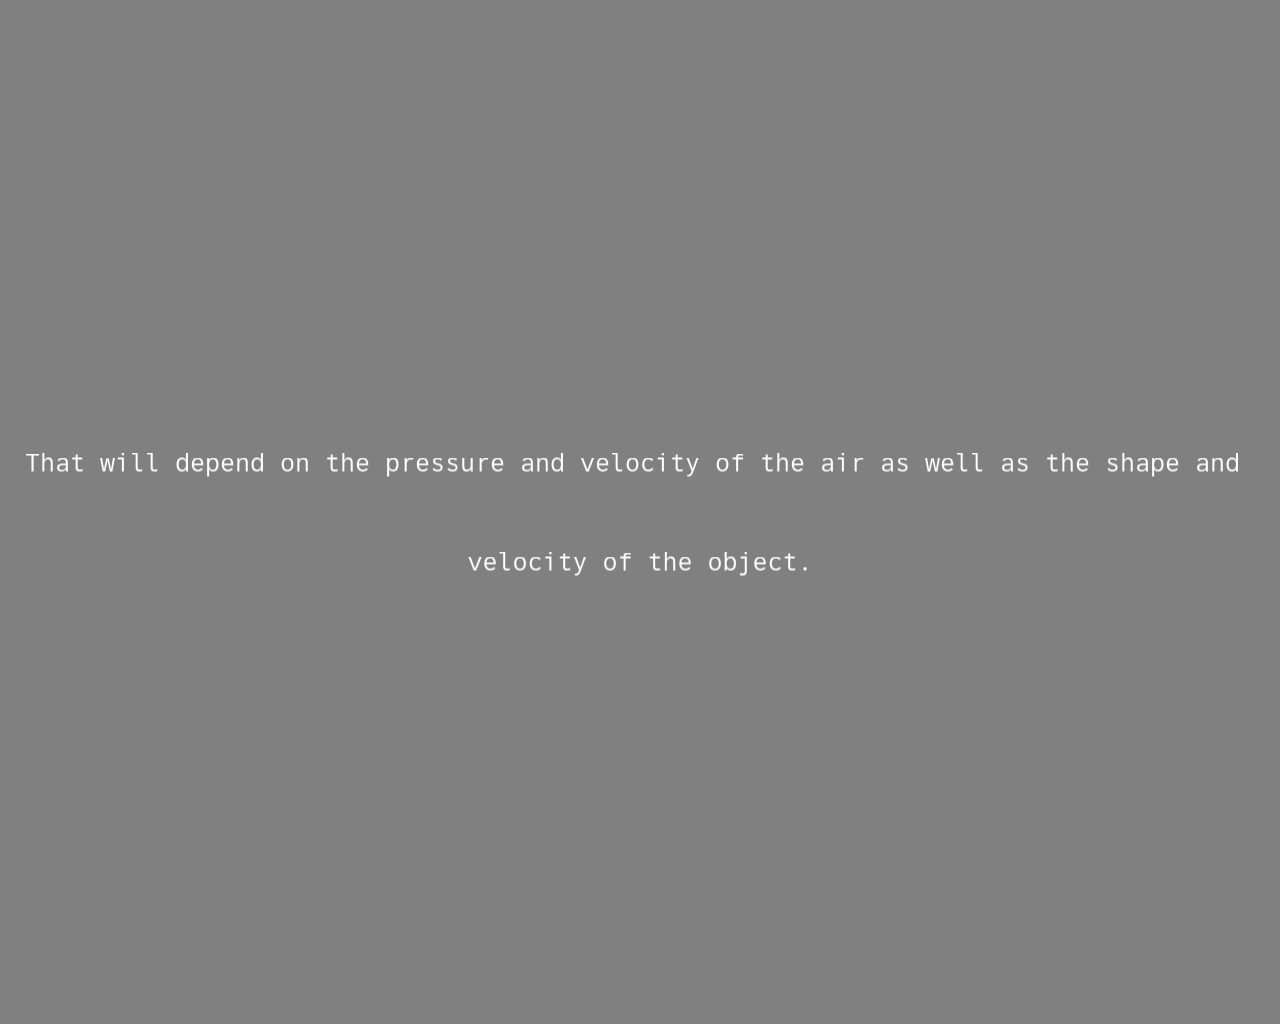 That will depend on the pressure and velocity of the air as well as the shape and
velocity of the object.